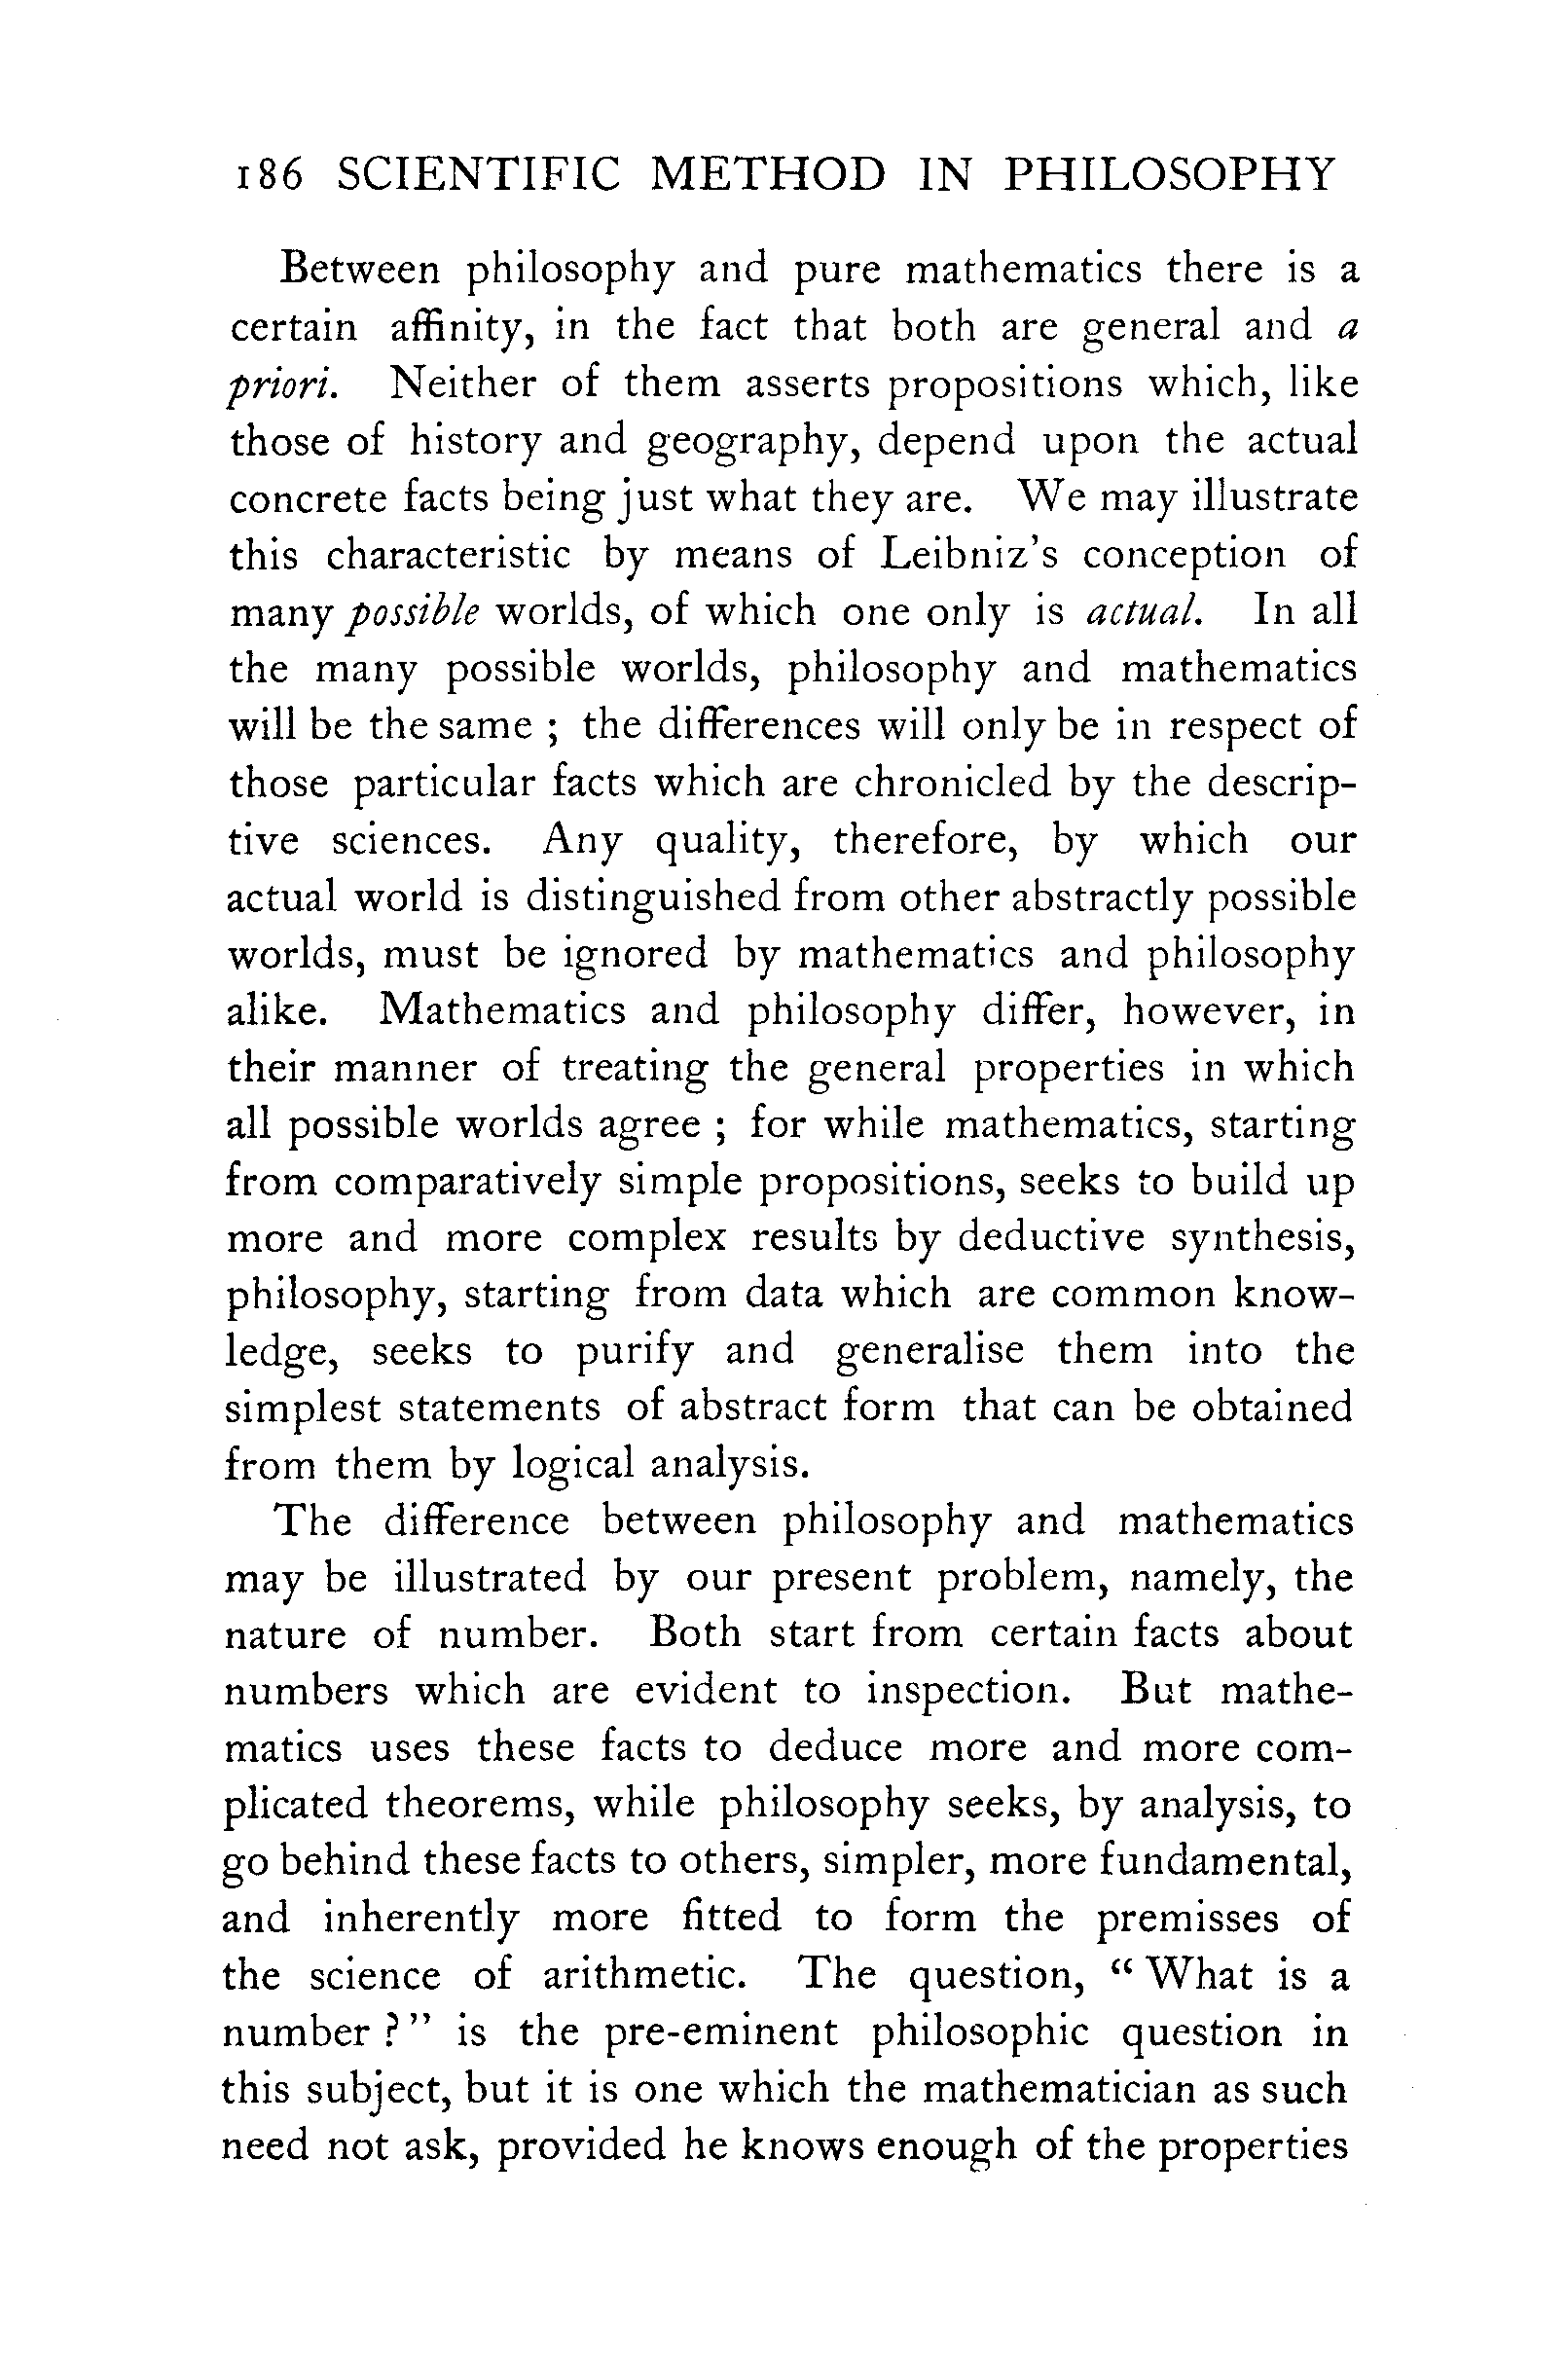 186 SCIENTIFIC METHOD IN PHILOSOPHY
Between philosophy and pure mathematics there is a
certain affinity, in the fact that both are general and a
priori. Neither of them asserts propositions which, like
those of history and geography, depend upon the actual
concrete facts being just what they are. We may illustrate
this characteristic by means of Leibniz's conception of
many possible worlds, of which one only is actual. In all
the many possible worlds, philosophy and mathematics
will be the same ; the differences will only be in respect of
those particular facts which are chronicled by the descrip-
tive sciences. Any quality, therefore, by which our
actual world is distinguished from other abstractly possible
worlds, must be ignored by mathematics and philosophy
alike. Mathematics and philosophy differ, however, in
their manner of treating the general properties in which
all possible worlds agree ; for while mathematics, starting
from comparatively simple propositions, seeks to build up
more and more complex results by deductive synthesis,
philosophy, starting from data which are common know-
ledge, seeks to purify and generalise them into the
simplest statements of abstract form that can be obtained
from them by logical analysis.
The difference between philosophy and mathematics
may be illustrated by our present problem, namely, the
nature of number. Both start from certain facts about
numbers which are evident to inspection. But mathe-
matics uses these facts to deduce more and more com-
plicated theorems, while philosophy seeks, by analysis, to
go behind these facts to others, simpler, more fundamental,
and inherently more fitted to form the premisses of
the science of arithmetic. The question, “ What is a
number ? ” is the pre-eminent philosophic question in
this subject, but it is one which the mathematician as such
need not ask, provided he knows enough of the properties